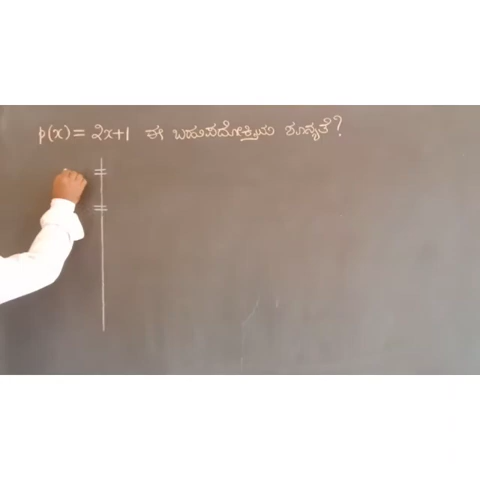 p(x)= 2x+1 ಈ ಬಹುಪದೋಕ್ತಿಯ ಶೂನ್ಯತೆ?
=
=